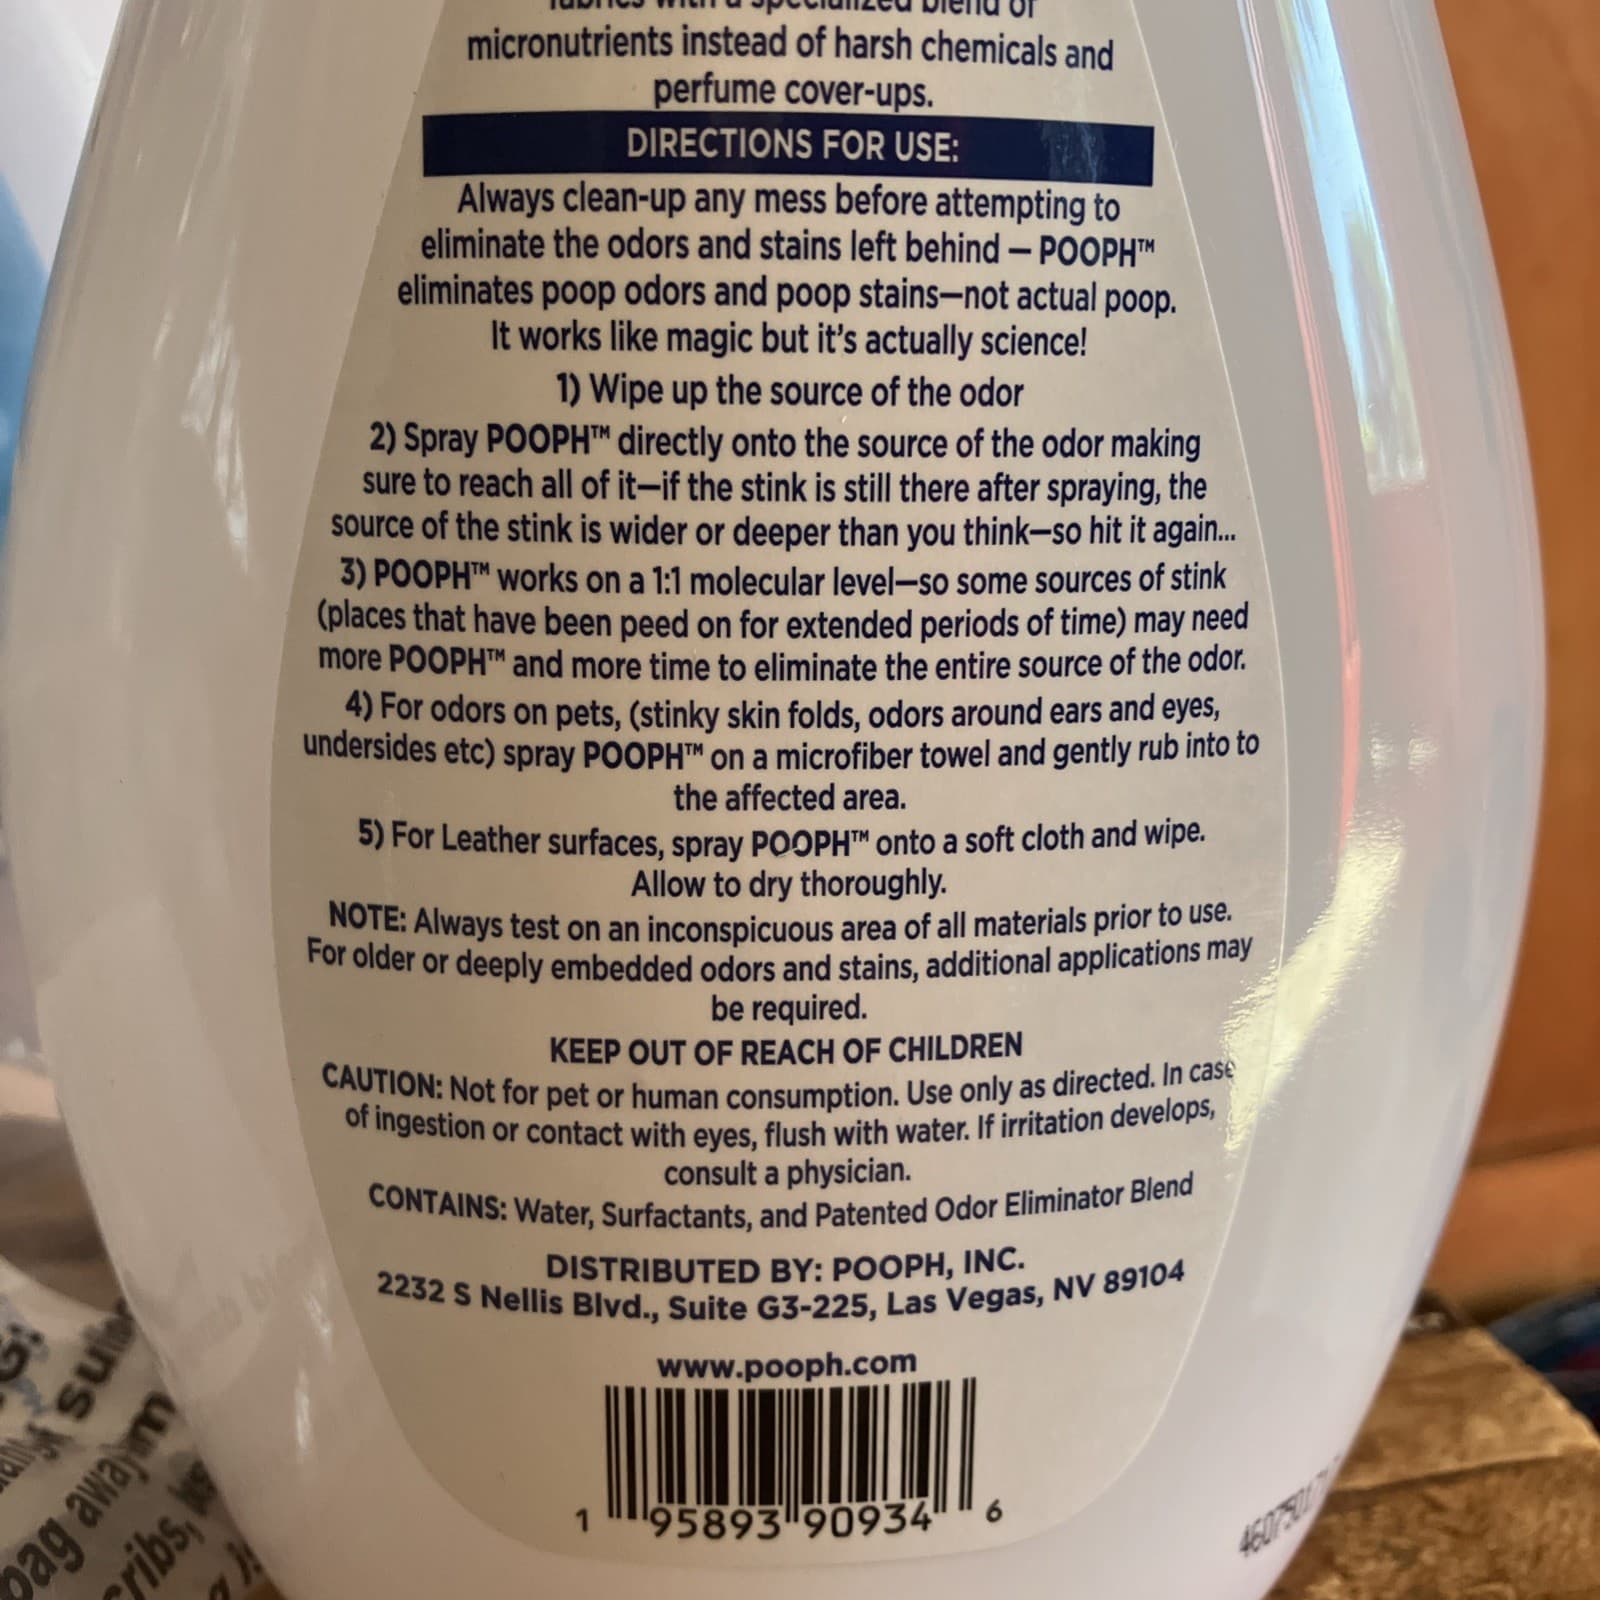 fabrics with a specialized blend of
micronutrients instead of harsh chemicals and
perfume cover-ups.
DIRECTIONS FOR USE:
Always clean-up any mess before attempting to
eliminate the odors and stains left behind – POOPH™
eliminates poop odors and poop stains—not actual poop.
It works like magic but it's actually science!
1) Wipe up the source of the odor
2) Spray POOPH™ directly onto the source of the odor making
sure to reach all of it—if the stink is still there after spraying, the
source of the stink is wider or deeper than you think—so hit it again...
3) POOPH™ works on a 1:1 molecular level—so some sources of stink
(places that have been peed on for extended periods of time) may need
more POOPH™ and more time to eliminate the entire source of the odor.
4) For odors on pets, (stinky skin folds, odors around ears and eyes,
undersides etc) spray POOPH™ on a microfiber towel and gently rub into to
the affected area.
5) For Leather surfaces, spray POOPH™ onto a soft cloth and wipe.
Allow to dry thoroughly.
NOTE: Always test on an inconspicuous area of all materials prior to use.
For older or deeply embedded odors and stains, additional applications may
be required.
KEEP OUT OF REACH OF CHILDREN
CAUTION: Not for pet or human consumption. Use only as directed. In case
of ingestion or contact with eyes, flush with water. If irritation develops,
consult a physician.
CONTAINS: Water, Surfactants, and Patented Odor Eliminator Blend
DISTRIBUTED BY: POOPH, INC.
2232 S Nellis Blvd., Suite G3-225, Las Vegas, NV 89104
www.pooph.com
1 95893 90934 6
bag away
cribs,